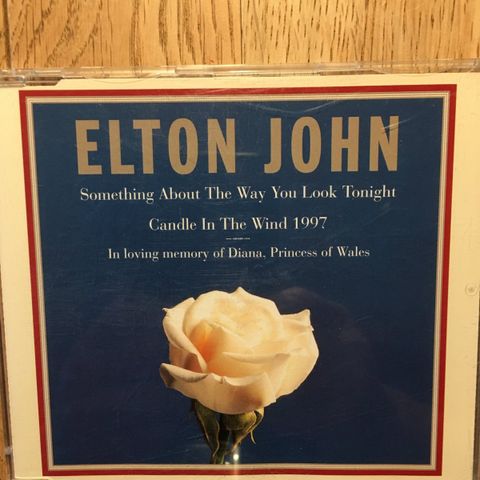 ELTON JOHN
Something About The Way You Look Tonight
Candle In The Wind 1997
In loving memory of Diana, Princess of Wales